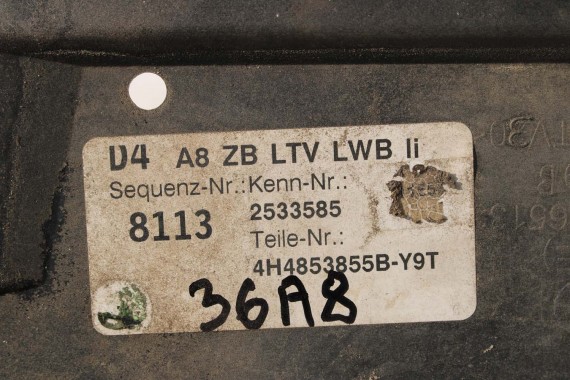 D4 A8 ZB LTV LWB li
Sequenz-Nr.: Kenn-Nr.:
8113 2533585
Teile-Nr.:
4H4853855B-Y9T
36A8